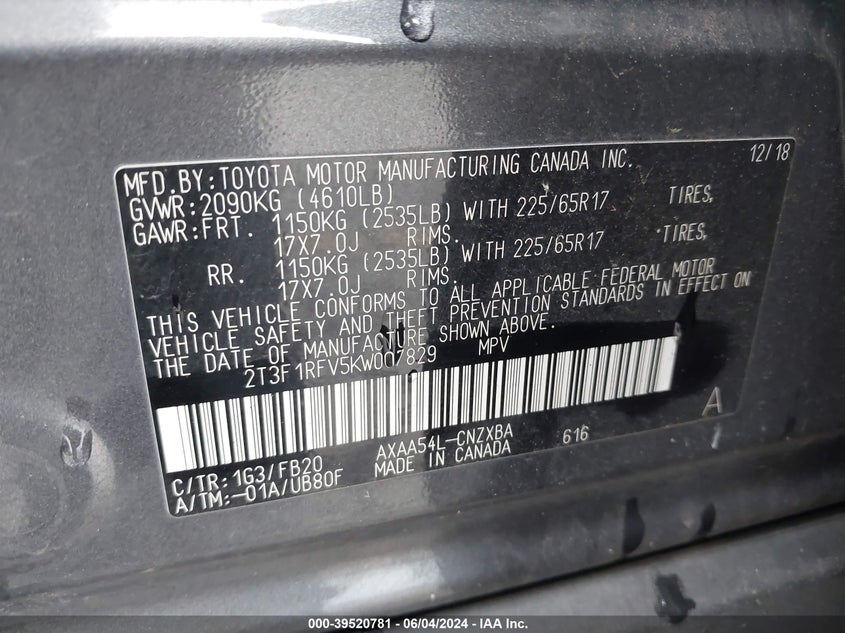 MFD.BY:TOYOTA MOTOR MANUFACTURING CANADA INC. 12/18
GVWR:2090KG (4610LB)
GAWR:FRT. 1150KG (2535LB) WITH 225/65R17 TIRES,
17X7.0J RIMS.
RR. 1150KG (2535LB) WITH 225/65R17 TIRES,
17X7.0J RIMS.
THIS VEHICLE CONFORMS TO ALL APPLICABLE FEDERAL MOTOR
VEHICLE SAFETY AND THEFT PREVENTION STANDARDS IN EFFECT ON
THE DATE OF MANUFACTURE SHOWN ABOVE.
2T3F1RFV5KW007829 MPV
A
C/TR:1G3/FB20 AXAA54L-CNZXBA 616
A/TM:-01A/UB80F MADE IN CANADA
000-39520781 - 06/04/2024 - IAA Inc.